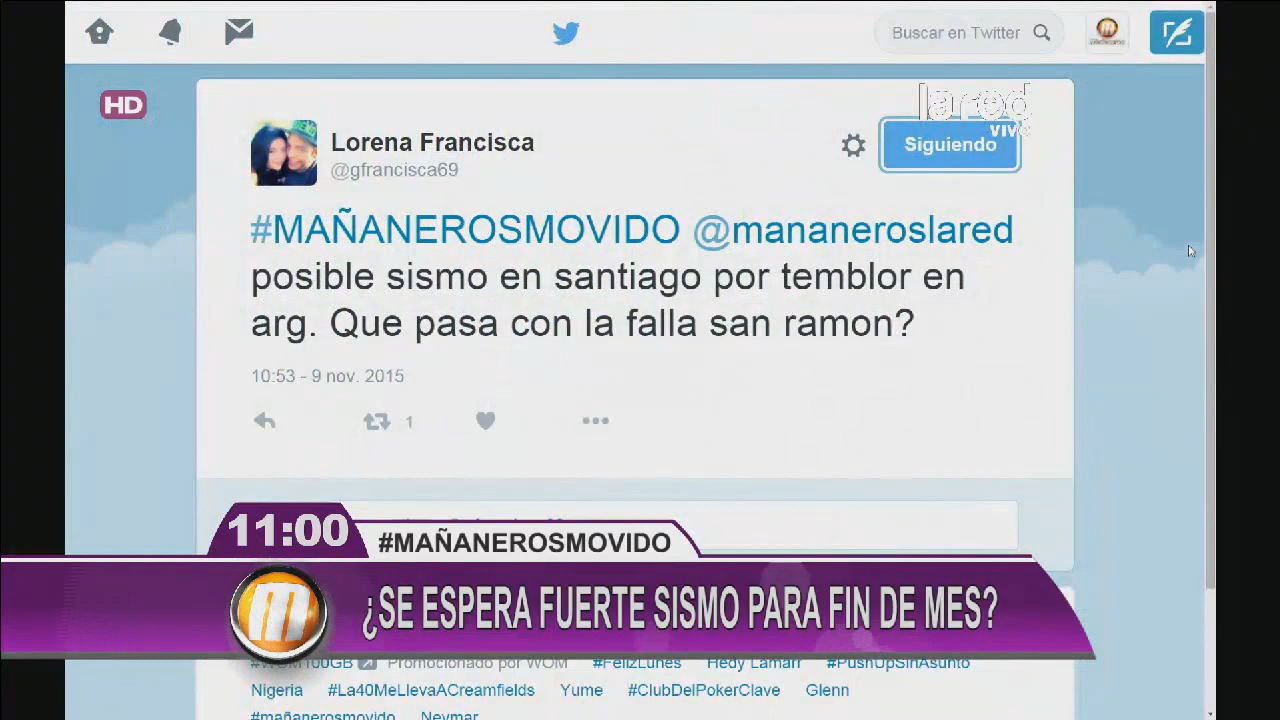 Buscar en Twitter
HD
la red
vivo
Lorena Francisca
@gfrancisca69
Siguiendo
#MAÑANEROSMOVIDO @mananeroslared
posible sismo en santiago por temblor en
arg. Que pasa con la falla san ramon?
10:53 - 9 nov. 2015
1
11:00
#MAÑANEROSMOVIDO
m
¿SE ESPERA FUERTE SISMO PARA FIN DE MES?
#WOM100GB Promocionado por WOM #FelizLunes Hedy Lamarr #PushUpSinAsunto
Nigeria #La40MeLlevaACreamfields Yume #ClubDelPokerClave Glenn
#mañanerosmovido Neymar